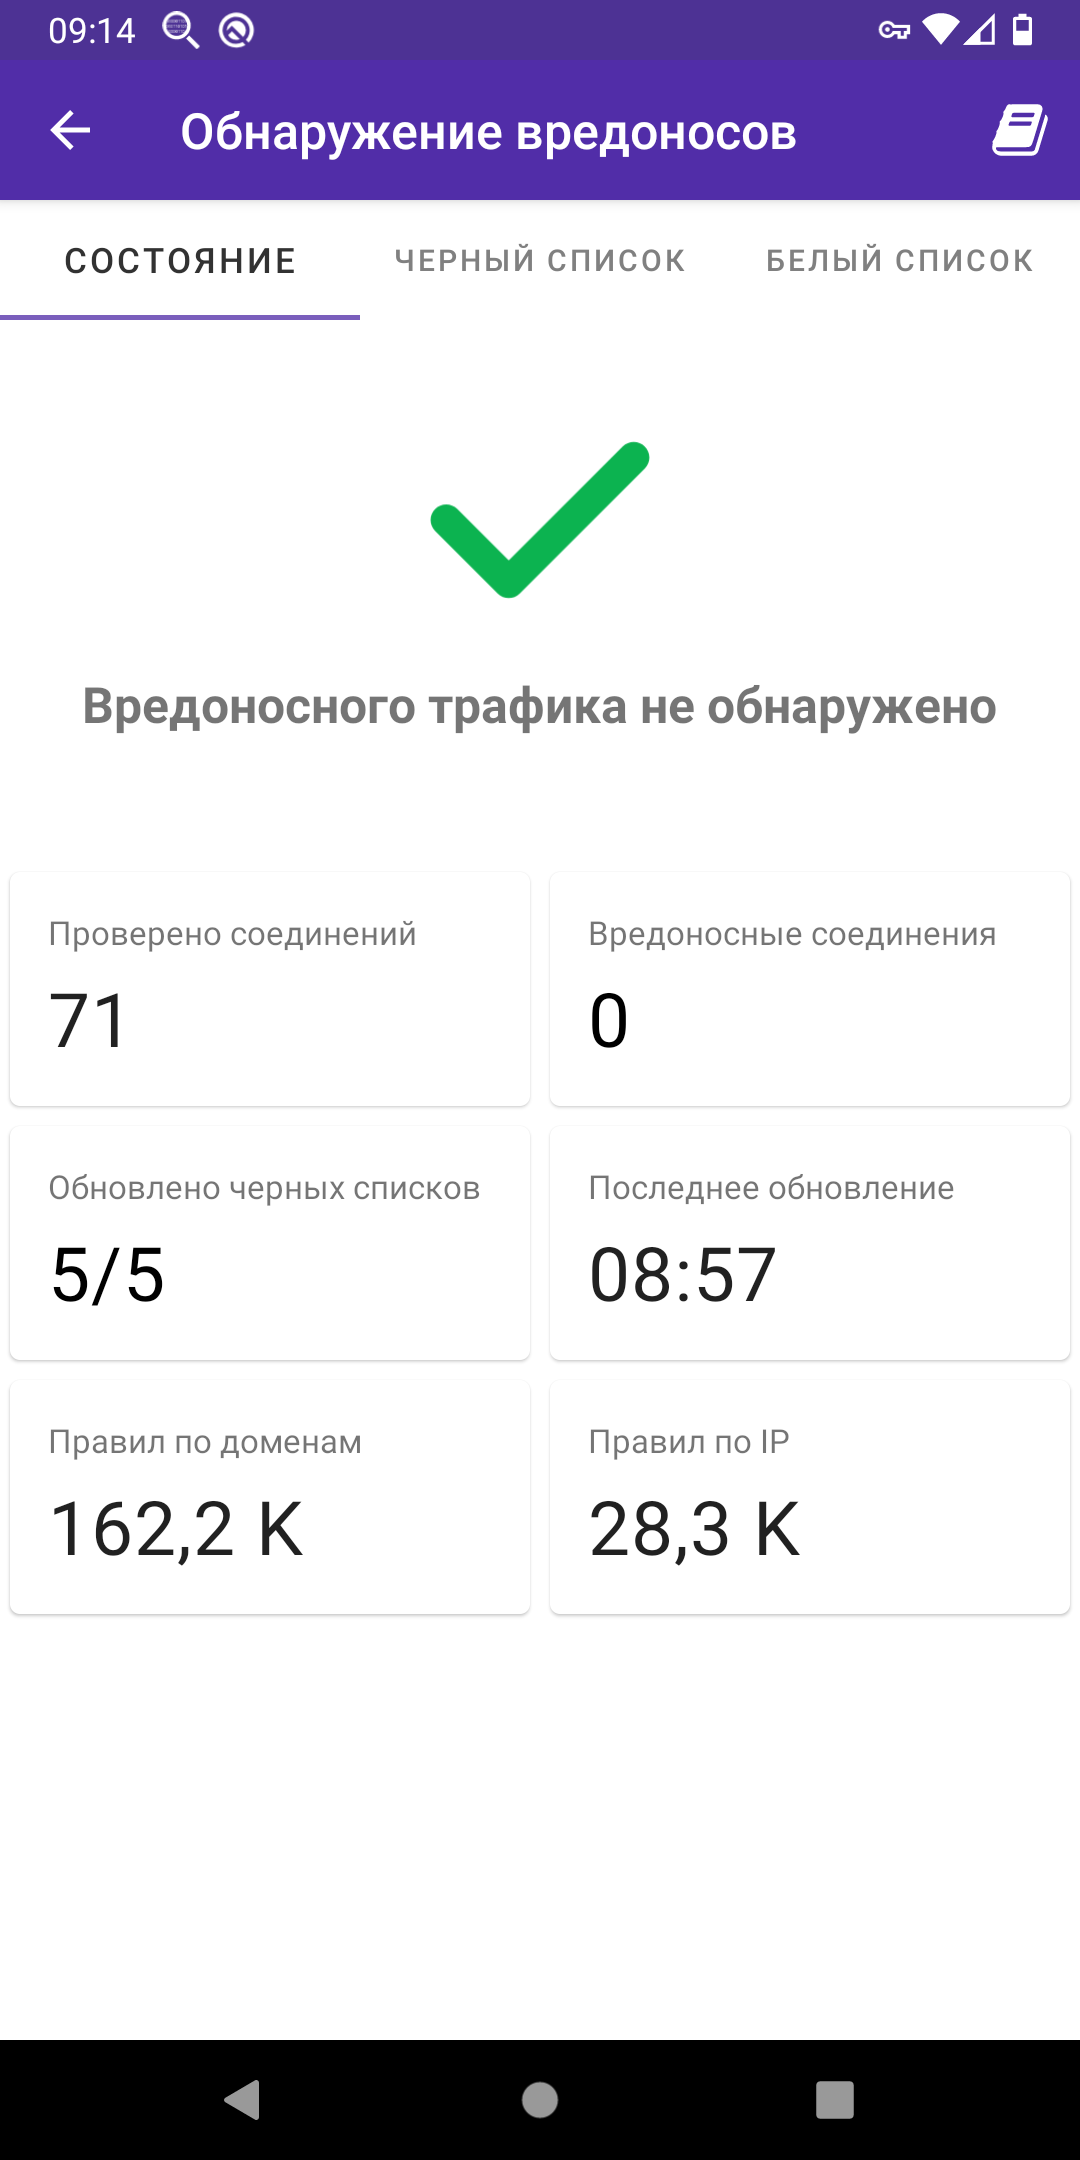 09:14
Обнаружение вредоносов
СОСТОЯНИЕ ЧЕРНЫЙ СПИСОК БЕЛЫЙ СПИСОК
Вредоносного трафика не обнаружено
Проверено соединений
71
Вредоносные соединения
0
Обновлено черных списков
5/5
Последнее обновление
08:57
Правил по доменам
162,2 K
Правил по IP
28,3 K